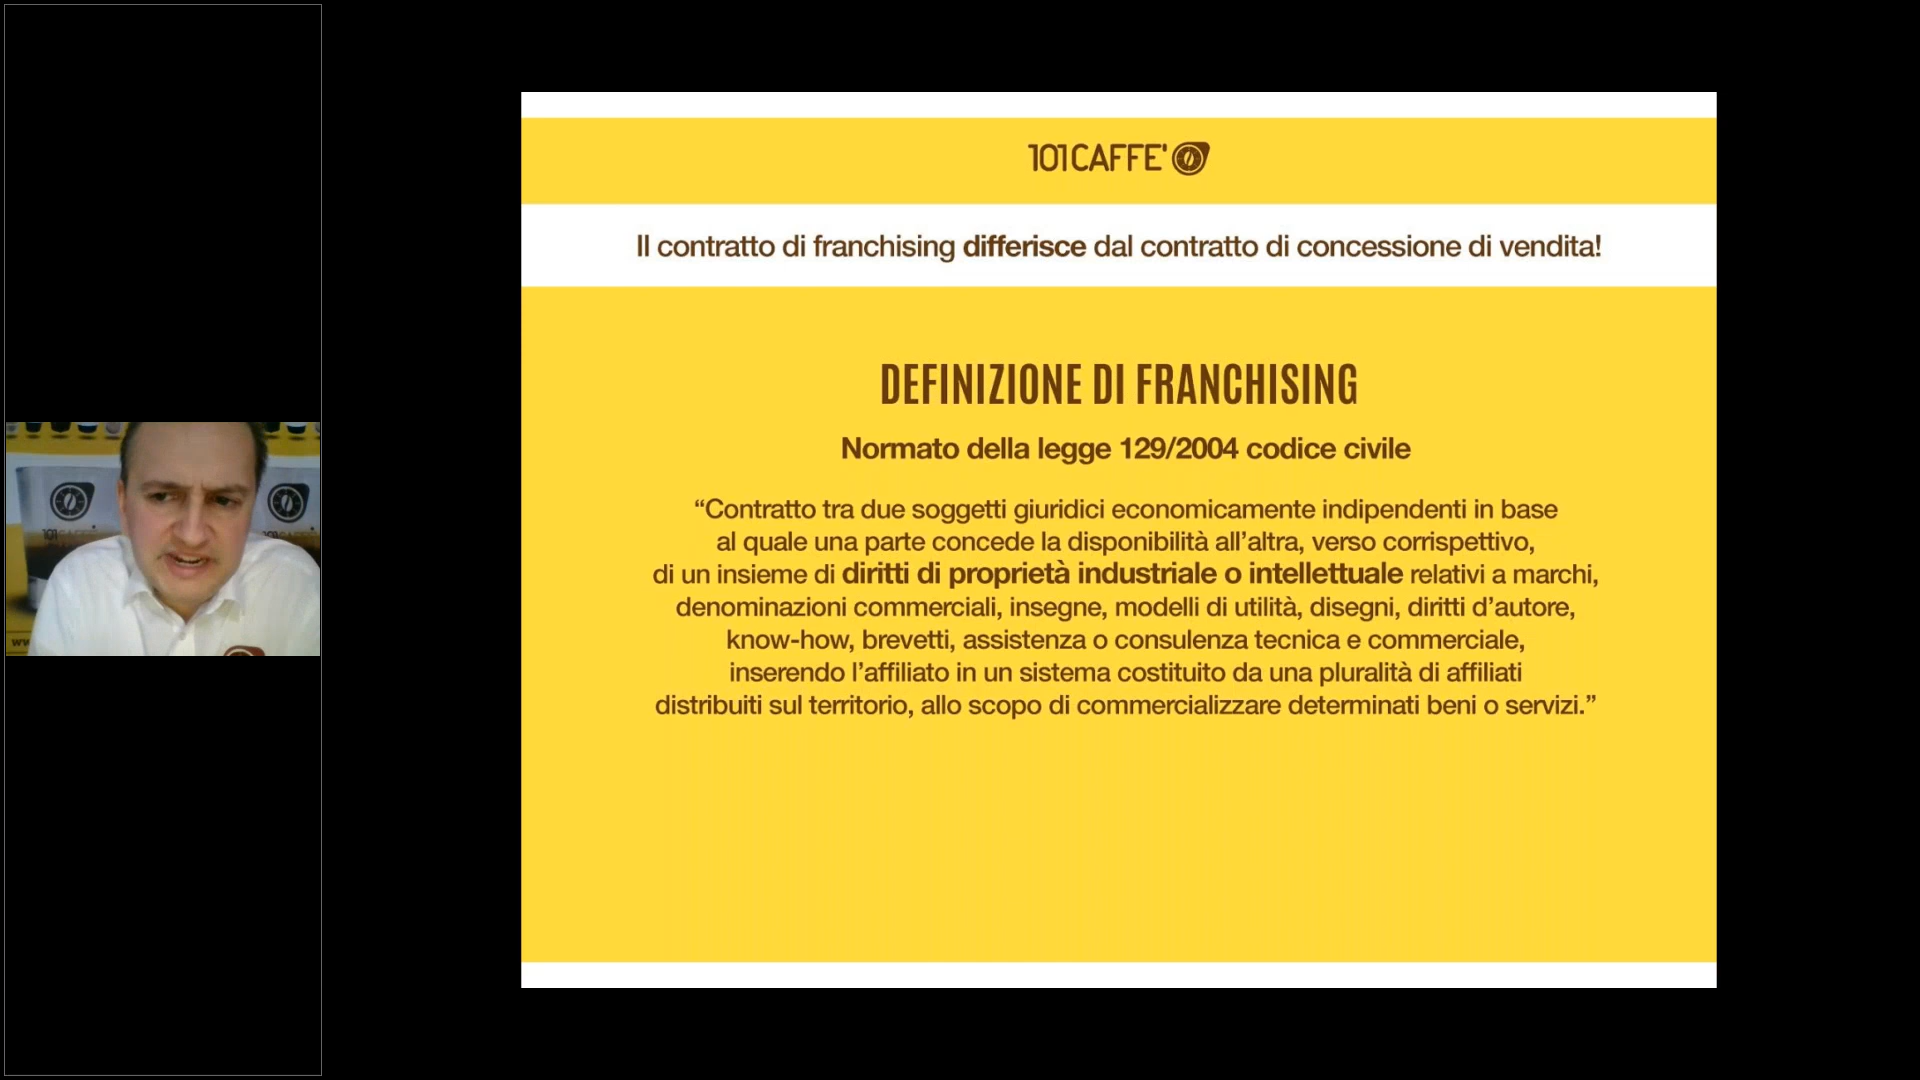 101CAFFE'
Il contratto di franchising differisce dal contratto di concessione di vendita!
DEFINIZIONE DI FRANCHISING
Normato della legge 129/2004 codice civile
“Contratto tra due soggetti giuridici economicamente indipendenti in base
al quale una parte concede la disponibilità all’altra, verso corrispettivo,
di un insieme di diritti di proprietà industriale o intellettuale relativi a marchi,
denominazioni commerciali, insegne, modelli di utilità, disegni, diritti d’autore,
know-how, brevetti, assistenza o consulenza tecnica e commerciale,
inserendo l’affiliato in un sistema costituito da una pluralità di affiliati
distribuiti sul territorio, allo scopo di commercializzare determinati beni o servizi.”